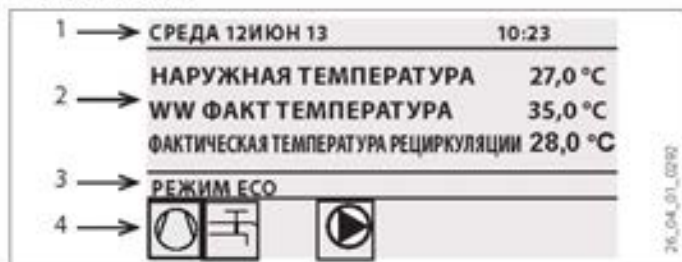 1 СРЕДА 12ИЮН 13 10:23
НАРУЖНАЯ ТЕМПЕРАТУРА 27,0 °C
2 WW ФАКТ ТЕМПЕРАТУРА 35,0 °C
ФАКТИЧЕСКАЯ ТЕМПЕРАТУРА РЕЦИРКУЛЯЦИИ 28,0 °C
3 РЕЖИМ ECO
4
26_04_01_0292